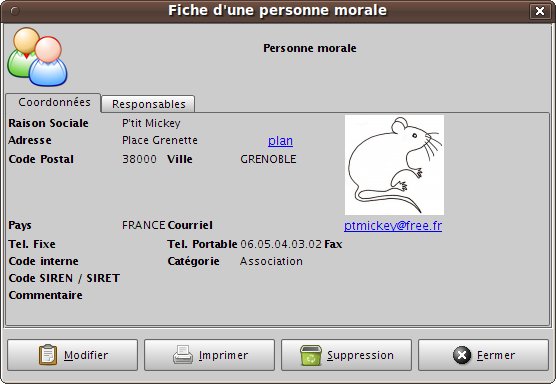 Fiche d'une personne morale
Personne morale
Coordonnées Responsables
Raison Sociale P'tit Mickey
Adresse Place Grenette plan
Code Postal 38000 Ville GRENOBLE
Pays FRANCE Courriel ptmickey@free.fr
Tel. Fixe Tel. Portable 06.05.04.03.02 Fax
Code interne Catégorie Association
Code SIREN / SIRET
Commentaire
Modifier Imprimer Suppression Fermer